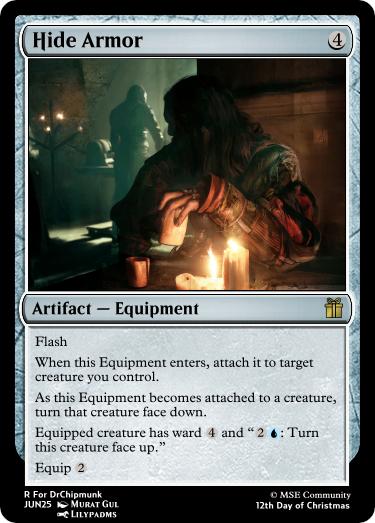 Hide Armor 4
Artifact — Equipment
Flash
When this Equipment enters, attach it to target
creature you control.
As this Equipment becomes attached to a creature,
turn that creature face down.
Equipped creature has ward 4 and “2 : Turn
this creature face up.”
Equip 2
R For DrChipmunk
© MSE Community
JUN25 Murat Gul
12th Day of Christmas
Lilypadms